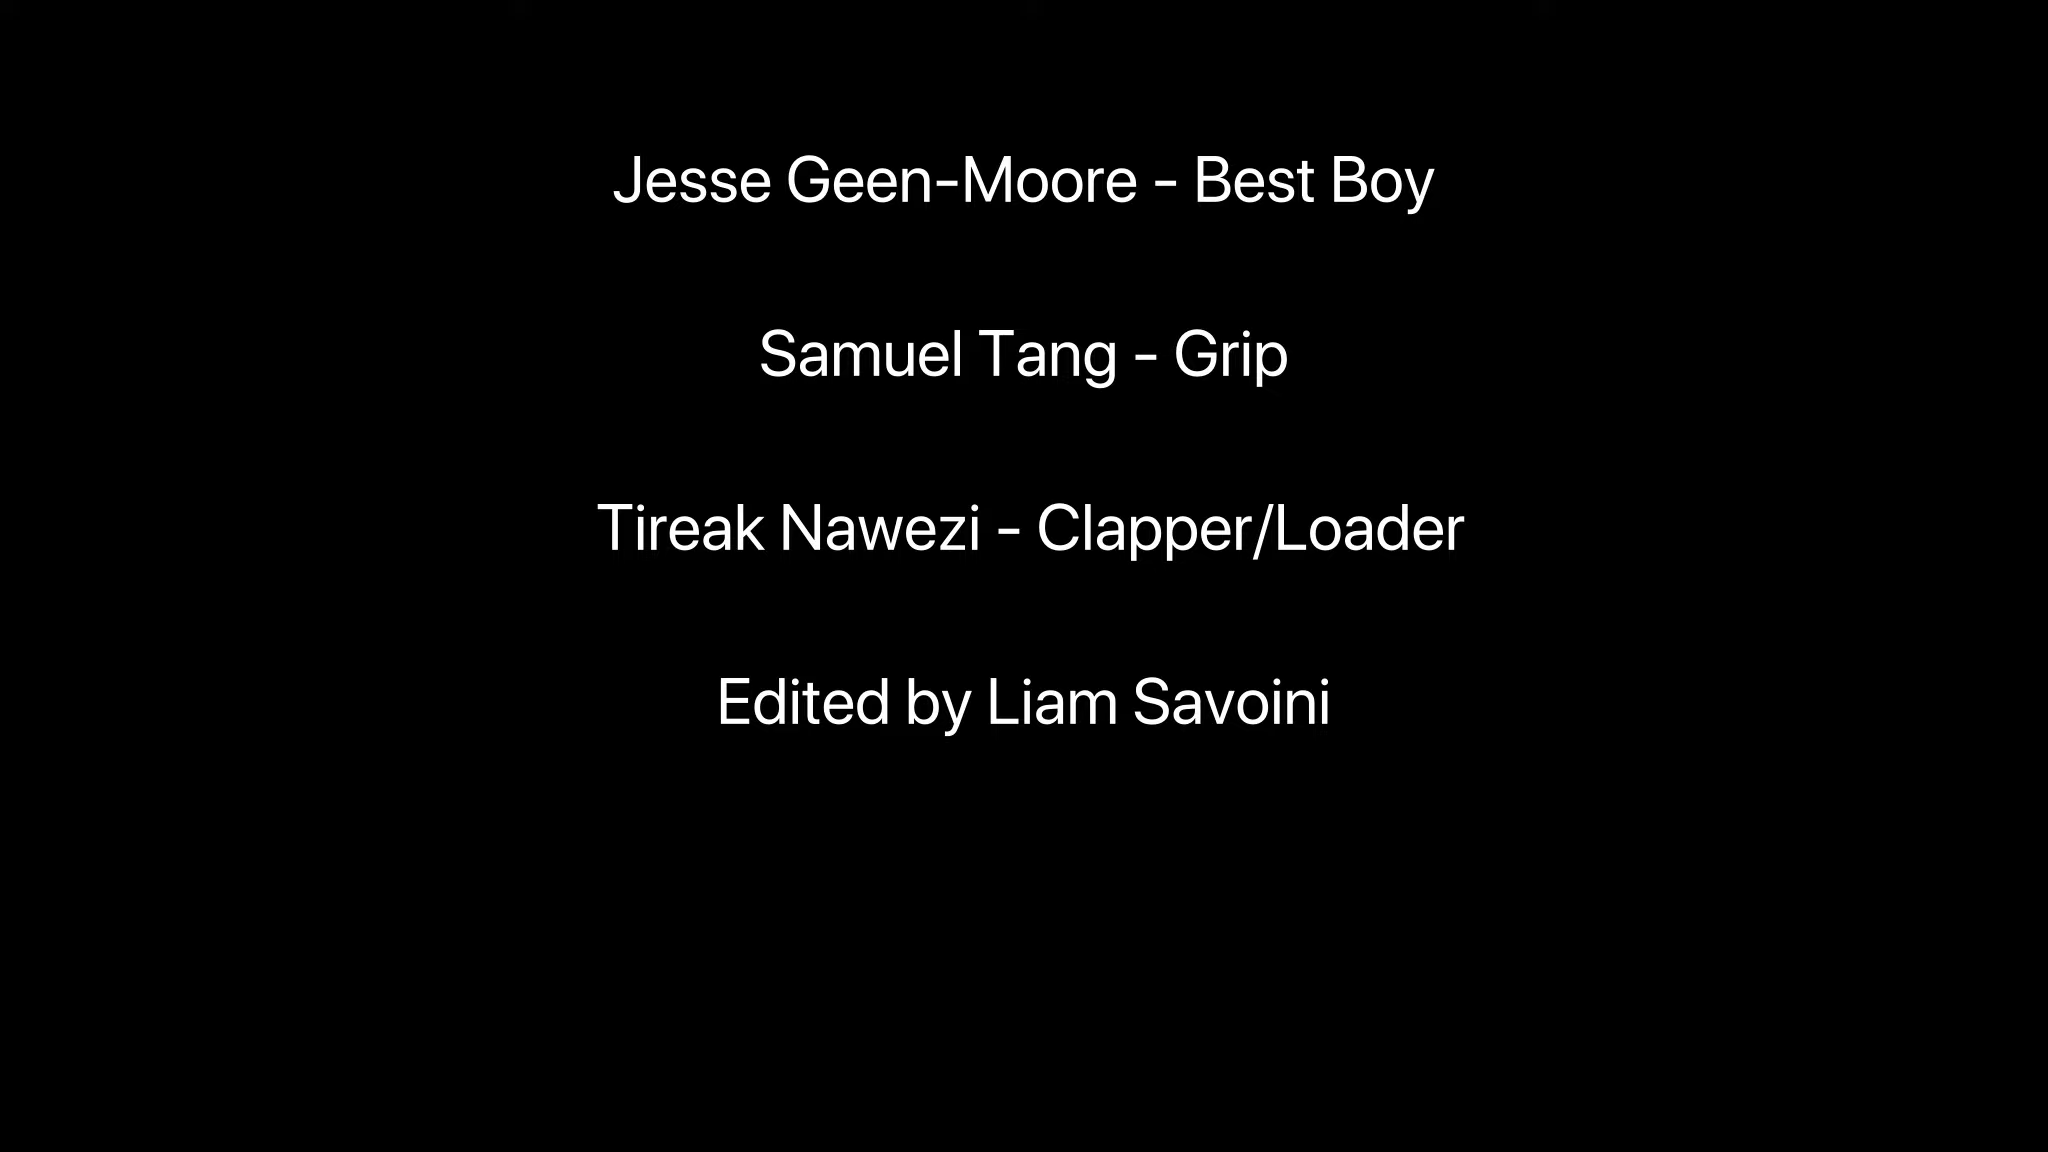 Jesse Geen-Moore - Best Boy
Samuel Tang - Grip
Tireak Nawezi - Clapper/Loader
Edited by Liam Savoini